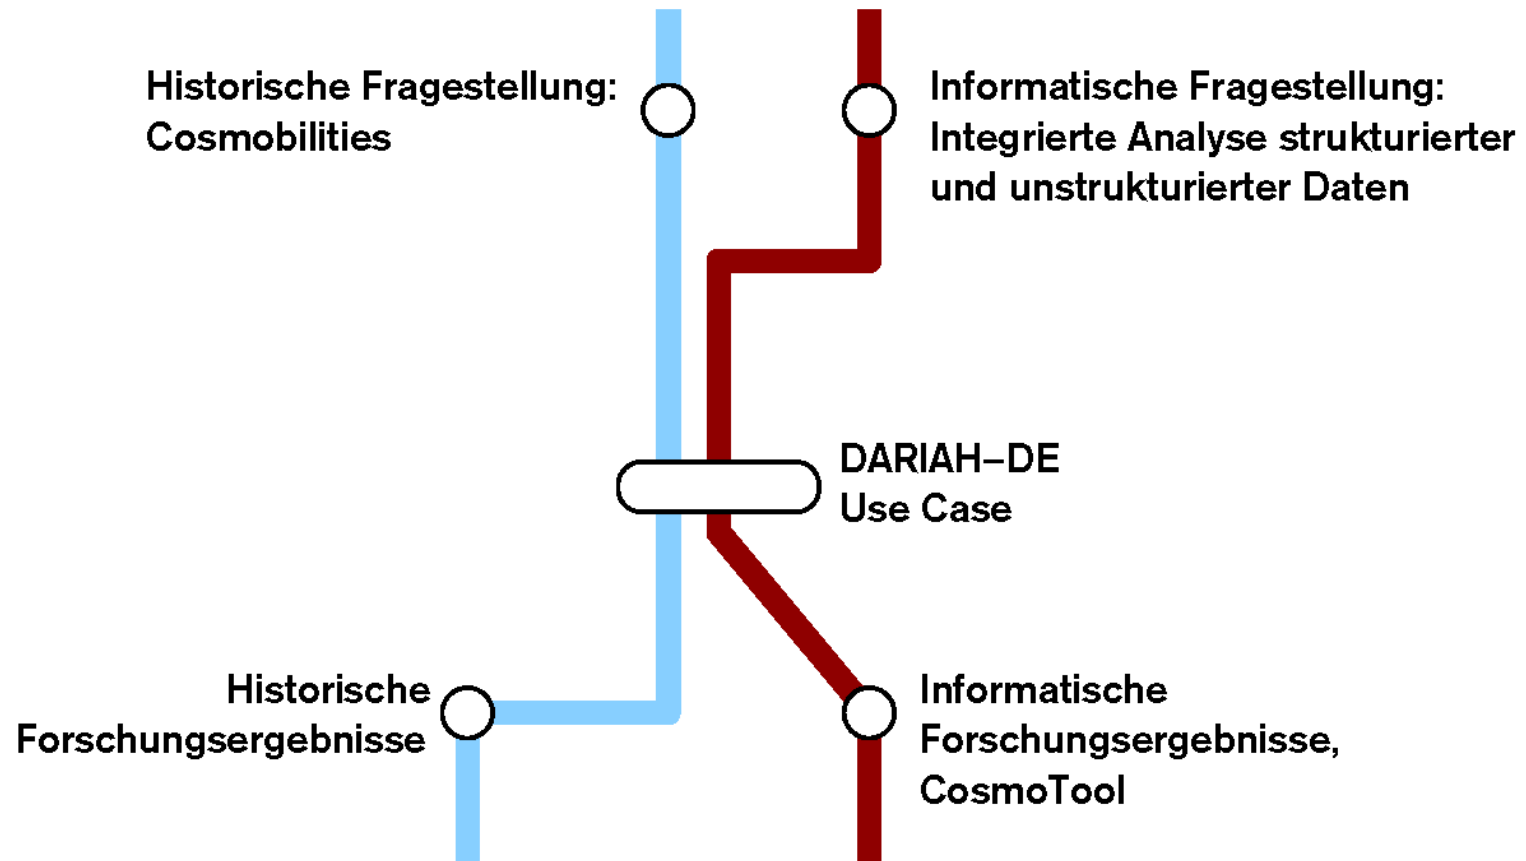 Historische Fragestellung:
Cosmobilities
Informatische Fragestellung:
Integrierte Analyse strukturierter
und unstrukturierter Daten
DARIAH–DE
Use Case
Historische
Forschungsergebnisse
Informatische
Forschungsergebnisse,
CosmoTool